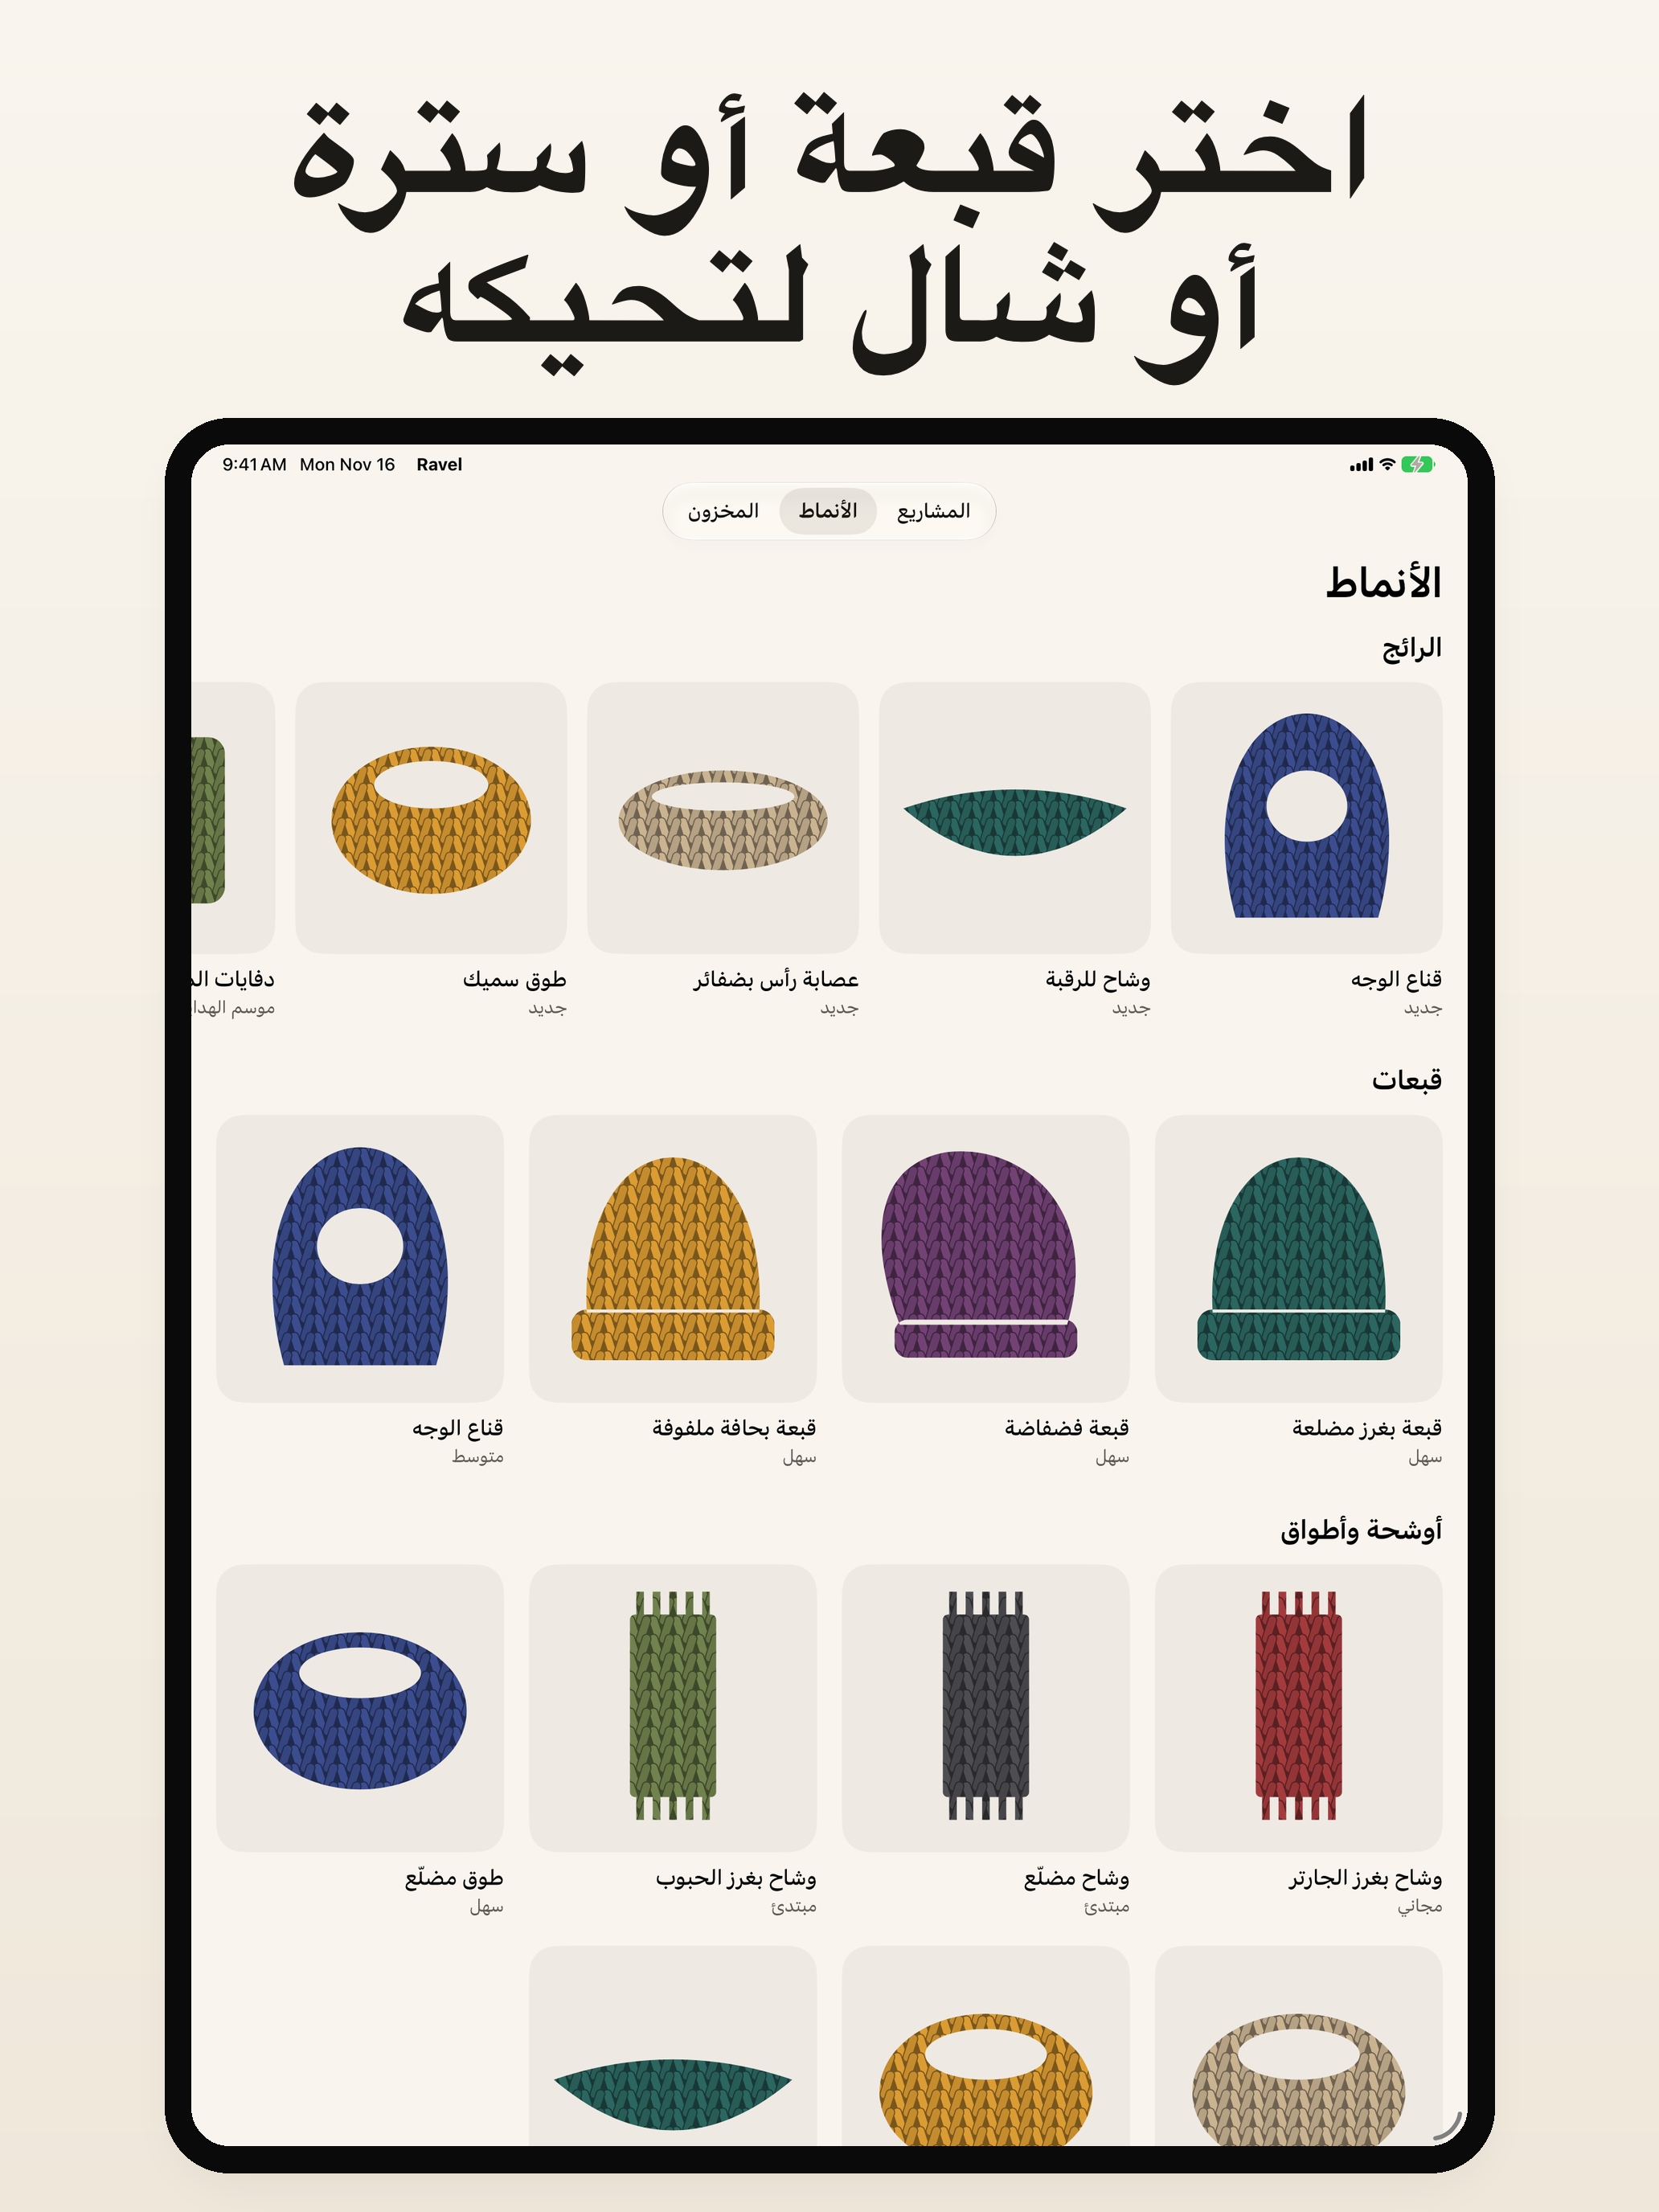 اختر قبعة أو سترة
أو شال لتحيكه
9:41 AM Mon Nov 16 Ravel
المشاريع الأنماط المخزون
الأنماط
الرائج
قناع الوجه
جديد
وشاح للرقبة
جديد
عصابة رأس بضفائر
جديد
طوق سميك
جديد
دفايات
موسم
قبعات
قبعة بغرز مضلعة
سهل
قبعة فضفاضة
سهل
قبعة بحافة ملفوفة
سهل
قناع الوجه
متوسط
أوشحة وأطواق
وشاح بغرز الجارتر
مجاني
وشاح مضلّع
مبتدئ
وشاح بغرز الحبوب
مبتدئ
طوق مضلّع
سهل